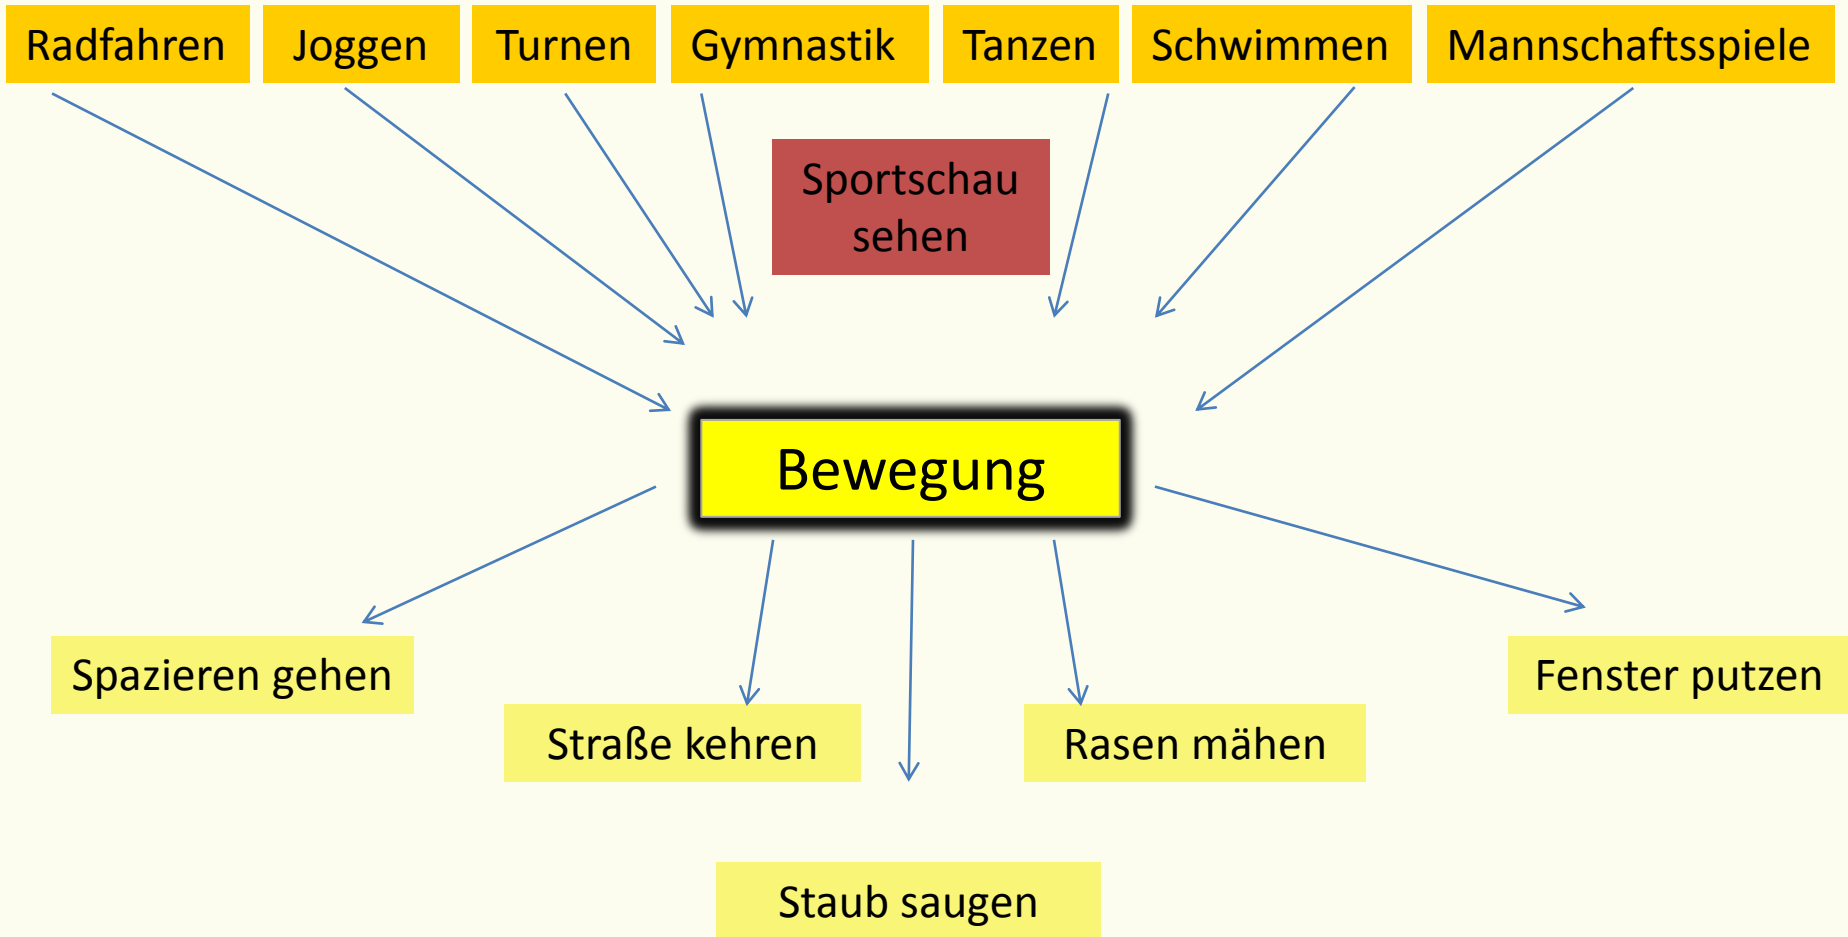 Radfahren
Joggen
Turnen
Gymnastik
Tanzen
Schwimmen
Mannschaftsspiele
Sportschau
sehen
Bewegung
Spazieren gehen
Fenster putzen
Straße kehren
Rasen mähen
Staub saugen